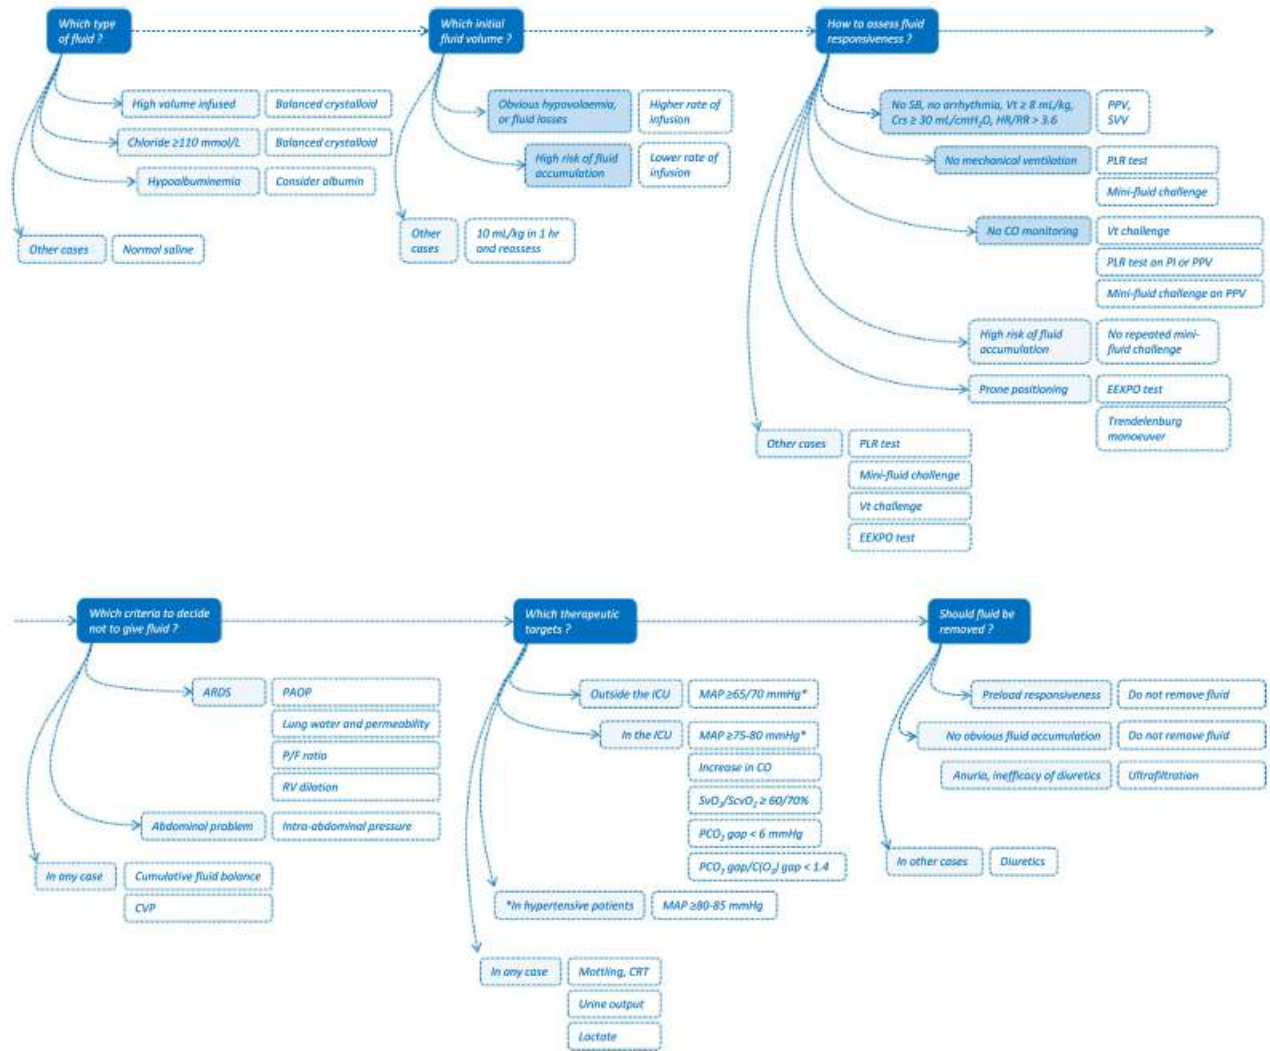 Which type
of fluid ?
High volume infused
Balanced crystalloid
Chloride ≥110 mmol/L
Balanced crystalloid
Hypoalbuminemia
Consider albumin
Other cases
Normal saline
Which initial
fluid volume ?
Obvious hypovolaemia,
or fluid losses
Higher rate of
infusion
High risk of fluid
accumulation
Lower rate of
infusion
Other
cases
10 mL/kg in 1 hr
and reassess
How to assess fluid
responsiveness ?
No SB, no arrhythmia, Vt ≥ 8 mL/kg,
Crs ≥ 30 mL/cmH₂O, HR/RR > 3.6
PPV,
SVV
No mechanical ventilation
PLR test
Mini-fluid challenge
No CO monitoring
Vt challenge
PLR test on PI or PPV
Mini-fluid challenge on PPV
High risk of fluid
accumulation
No repeated mini-
fluid challenge
Prone positioning
EEXPO test
Trendelenburg
manoeuver
Other cases
PLR test
Mini-fluid challenge
Vt challenge
EEXPO test
Which criteria to decide
not to give fluid ?
ARDS
PAOP
Lung water and permeability
P/F ratio
RV dilation
Abdominal problem
Intra-abdominal pressure
In any case
Cumulative fluid balance
CVP
Which therapeutic
targets ?
Outside the ICU
MAP ≥65/70 mmHg*
In the ICU
MAP ≥75-80 mmHg*
Increase in CO
SvO₂/ScvO₂ ≥ 60/70%
PCO₂ gap < 6 mmHg
PCO₂ gap/C(O₂) gap < 1.4
*In hypertensive patients
MAP ≥80-85 mmHg
In any case
Mottling, CRT
Urine output
Lactate
Should fluid be
removed ?
Preload responsiveness
Do not remove fluid
No obvious fluid accumulation
Do not remove fluid
Anuria, inefficacy of diuretics
Ultrafiltration
In other cases
Diuretics